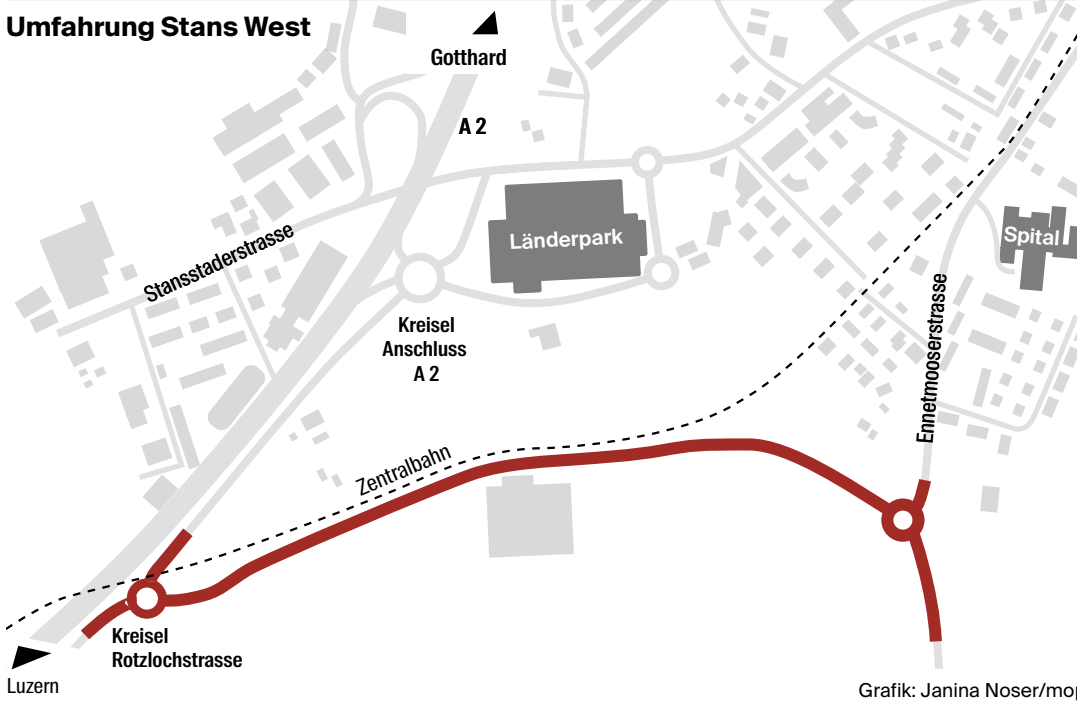 Umfahrung Stans West
Gotthard
A 2
Länderpark
Spital
Stansstaderstrasse
Kreisel
Anschluss
A 2
Ennetmooserstrasse
Zentralbahn
Kreisel
Rotzlochstrasse
Luzern
Grafik: Janina Noser/mop